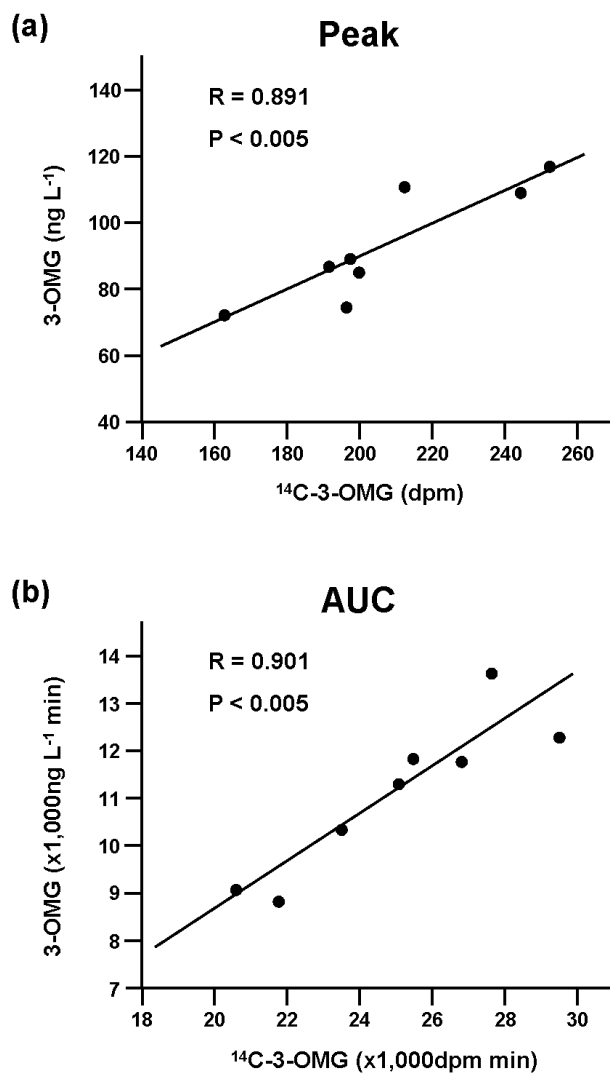 (a)
Peak
R = 0.891
P < 0.005
3-OMG (ng L⁻¹)
140
120
100
80
60
40
140 160 180 200 220 240 260
¹⁴C-3-OMG (dpm)
(b)
AUC
R = 0.901
P < 0.005
3-OMG (x1,000ng L⁻¹ min)
14
13
12
11
10
9
8
7
18 20 22 24 26 28 30
¹⁴C-3-OMG (x1,000dpm min)